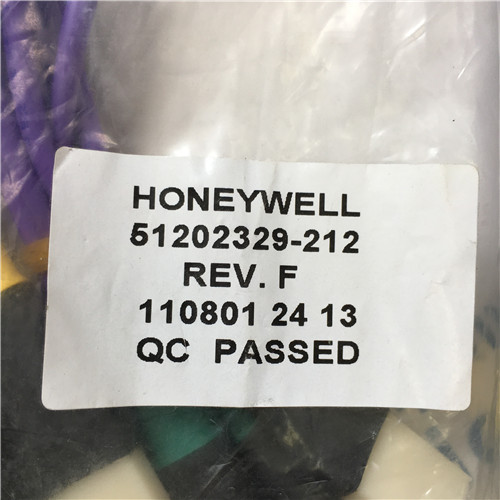 HONEYWELL
51202329-212
REV. F
110801 24 13
QC PASSED